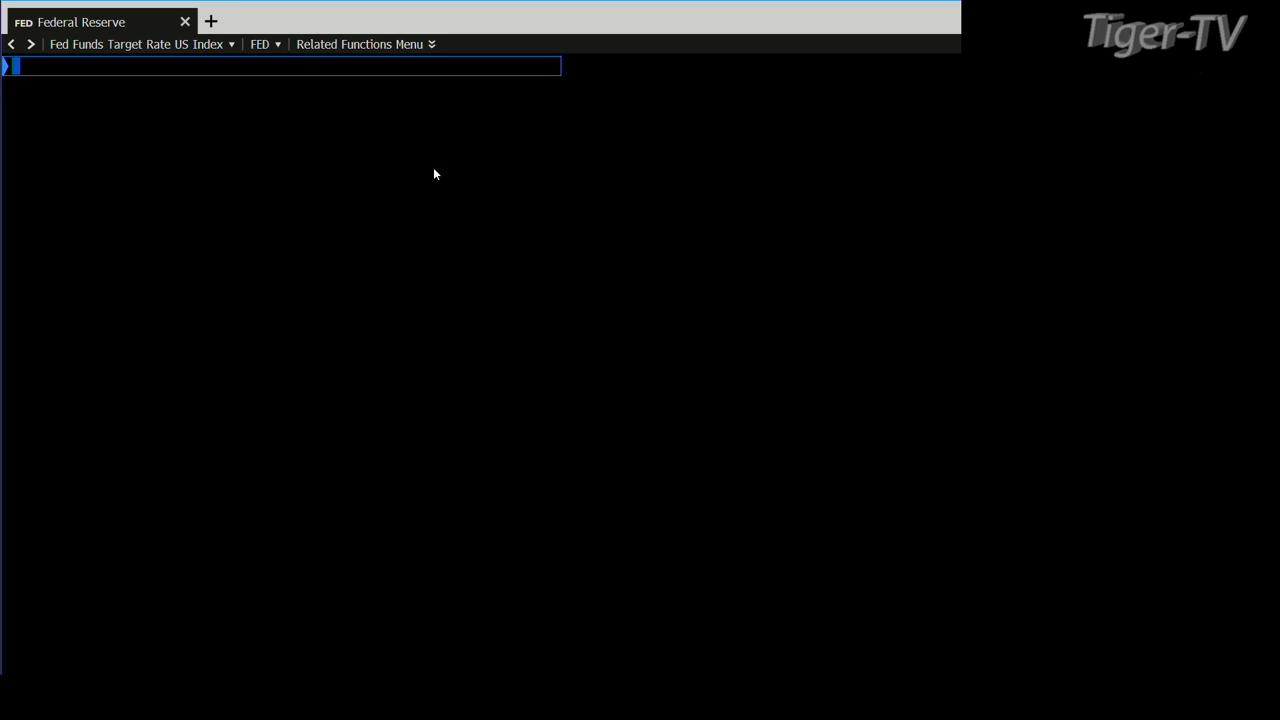 FED Federal Reserve
Tiger-TV
Fed Funds Target Rate US Index FED Related Functions Menu